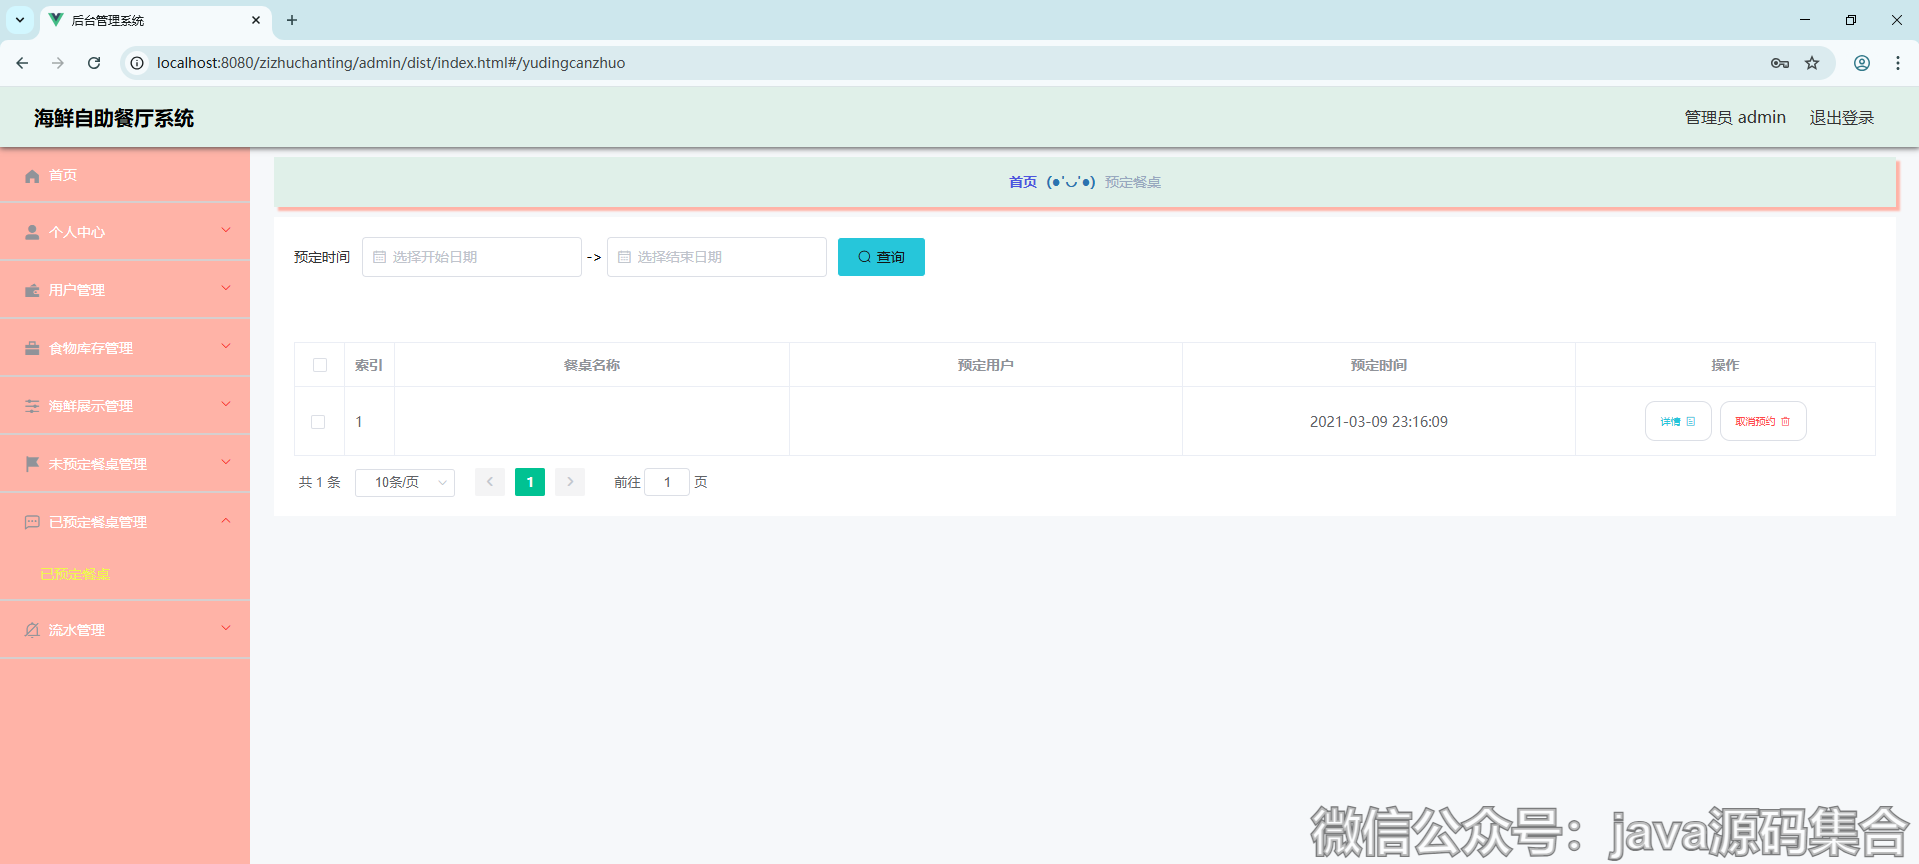 后台管理系统
localhost:8080/zizhuchanting/admin/dist/index.html#/yudingcanzhuo
海鲜自助餐厅系统
管理员 admin
退出登录
首页
个人中心
用户管理
食物库存管理
海鲜展示管理
未预定餐桌管理
已预定餐桌管理
已预定餐桌
流水管理
首页 (●'◡'●) 预定餐桌
预定时间 选择开始日期 -> 选择结束日期 查询
索引 餐桌名称 预定用户 预定时间 操作
1 2021-03-09 23:16:09 详情 取消预约
共 1 条 10条/页 1 前往 1 页
微信公众号：java源码集合